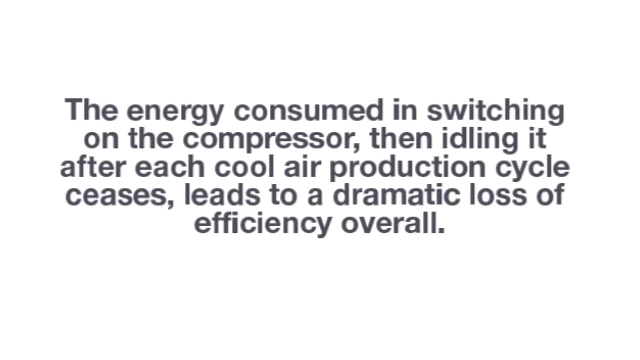 The energy consumed in switching
on the compressor, then idling it
after each cool air production cycle
ceases, leads to a dramatic loss of
efficiency overall.